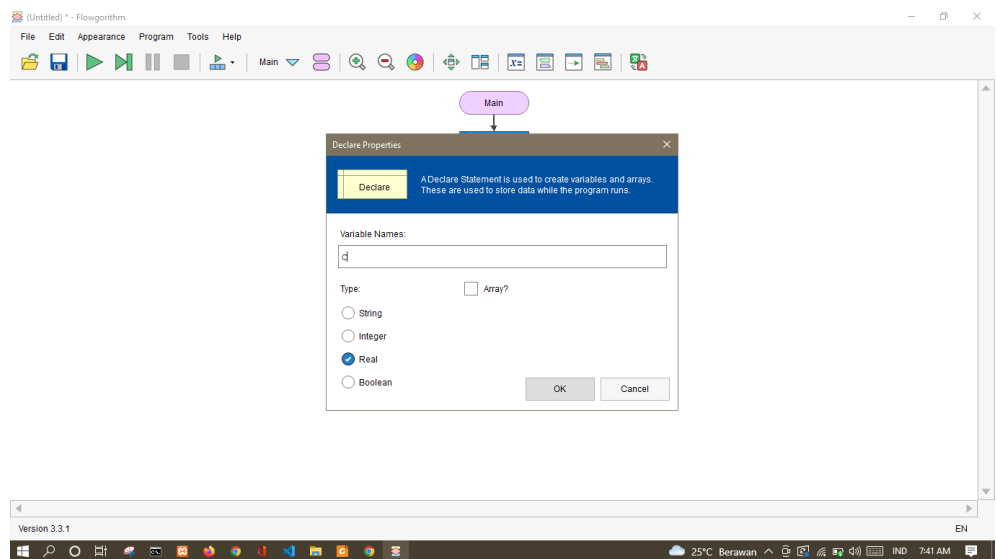 (Untitled) * - Flowgorithm
File Edit Appearance Program Tools Help
Main
Main
Declare Properties
Declare
A Declare Statement is used to create variables and arrays.
These are used to store data while the program runs.
Variable Names:
d
Type:
Array?
String
Integer
Real
Boolean
OK Cancel
Version 3.3.1 EN
25°C Berawan IND 7:41 AM